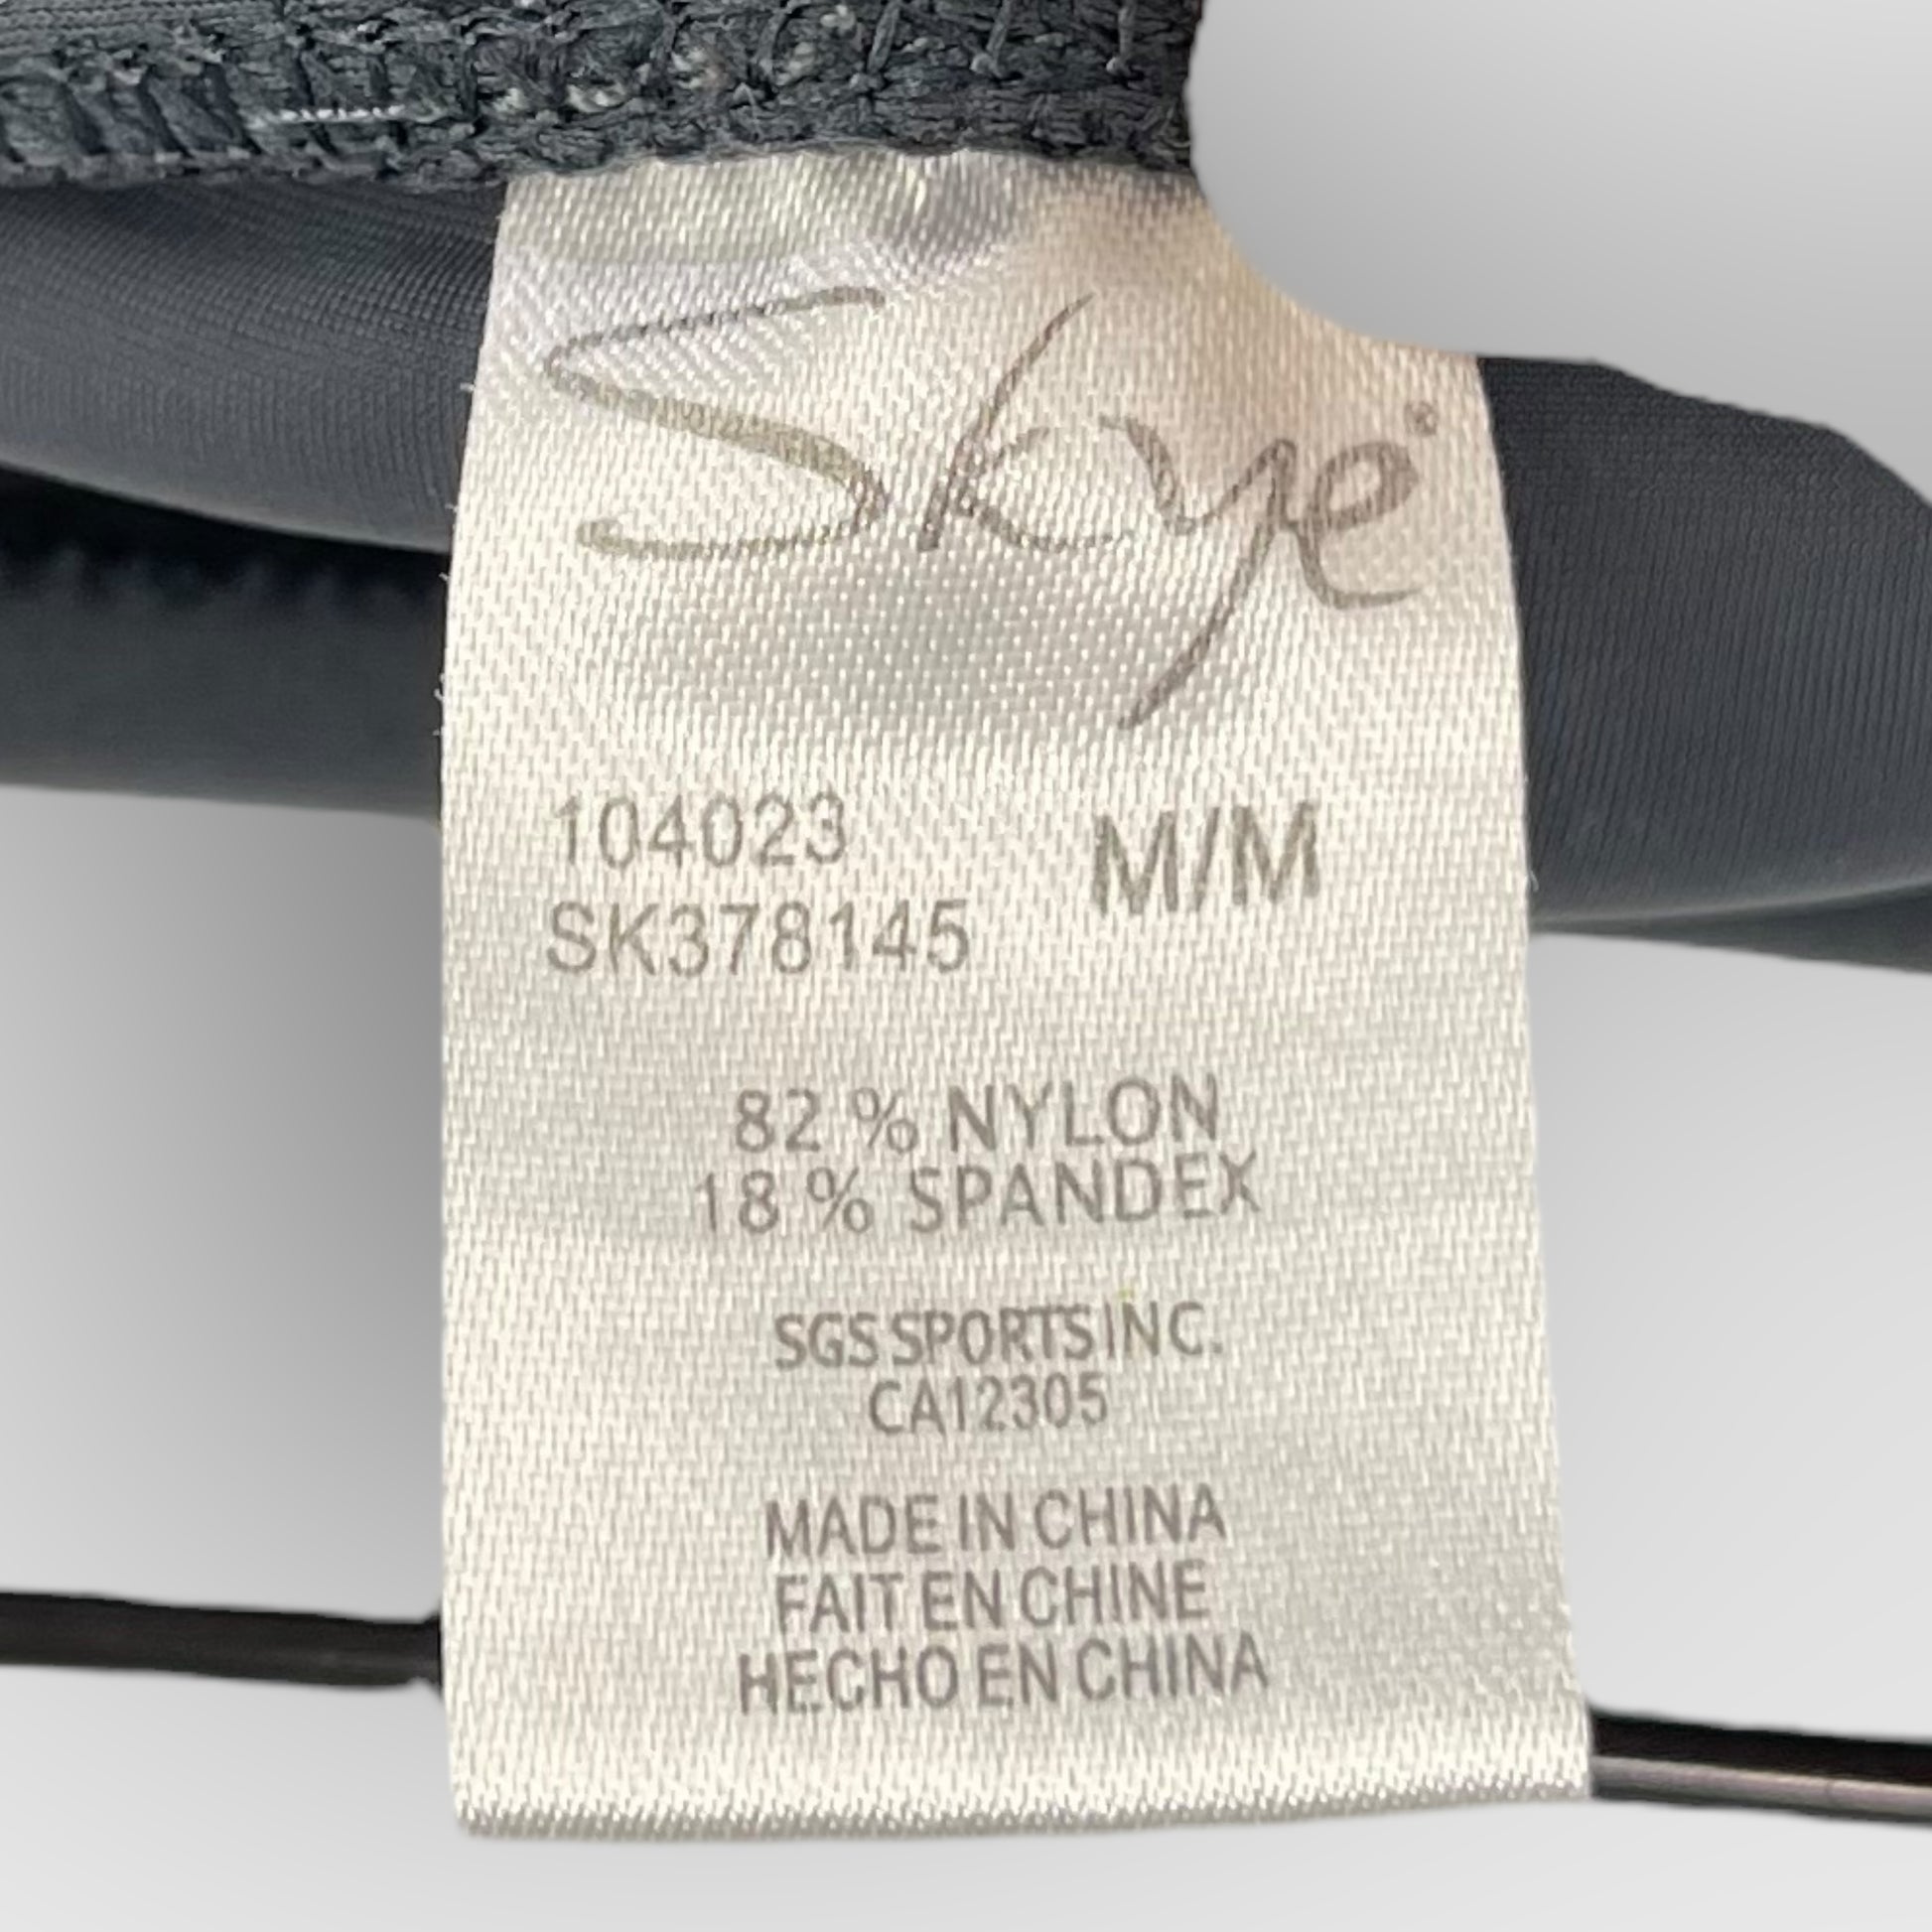 Skye®
104023 M/M
SK378145
82 % NYLON
18 % SPANDEX
SGS SPORTS INC.
CA12305
MADE IN CHINA
FAIT EN CHINE
HECHO EN CHINA